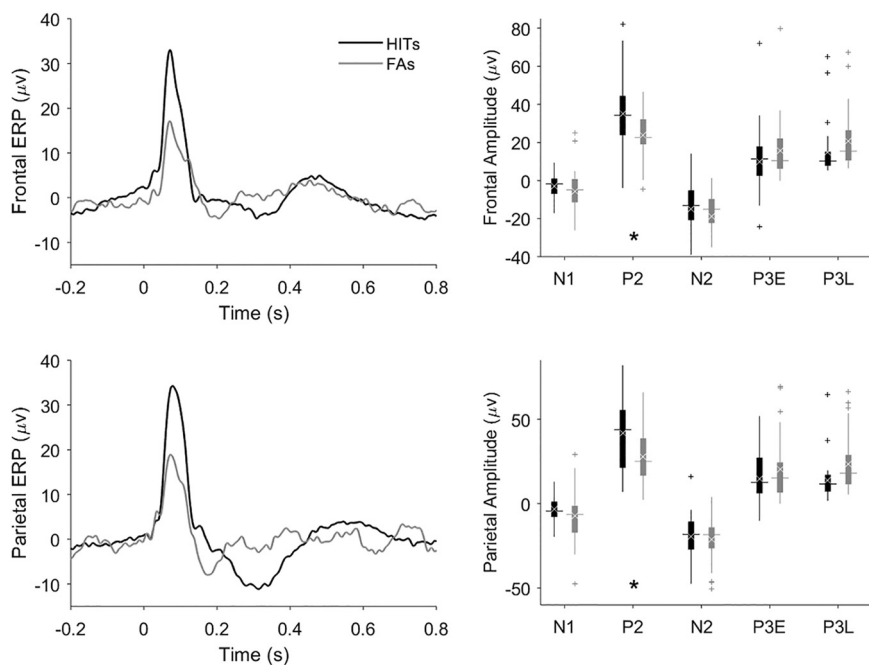 40
30
20
10
0
-10
Frontal ERP (μv)
HITs
FAs
-0.2 0 0.2 0.4 0.6 0.8
Time (s)
80
60
40
20
0
-20
-40
Frontal Amplitude (μv)
*
N1 P2 N2 P3E P3L
40
30
20
10
0
-10
Parietal ERP (μv)
-0.2 0 0.2 0.4 0.6 0.8
Time (s)
50
0
-50
Parietal Amplitude (μv)
*
N1 P2 N2 P3E P3L